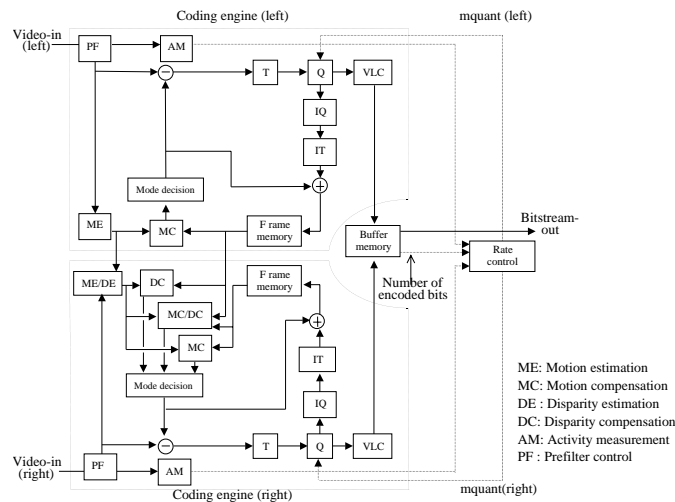 Coding engine (left)
mquant (left)
Video-in
(left)
PF
AM
T
Q
VLC
IQ
IT
Mode decision
ME
MC
F rame
memory
Buffer
memory
Bitstream-
out
Rate
control
Number of
encoded bits
ME/DE
DC
F rame
memory
MC/DC
MC
IT
Mode decision
IQ
T
Q
VLC
Video-in
(right)
PF
AM
Coding engine (right)
mquant(right)
ME: Motion estimation
MC: Motion compensation
DE : Disparity estimation
DC: Disparity compensation
AM: Activity measurement
PF : Prefilter control